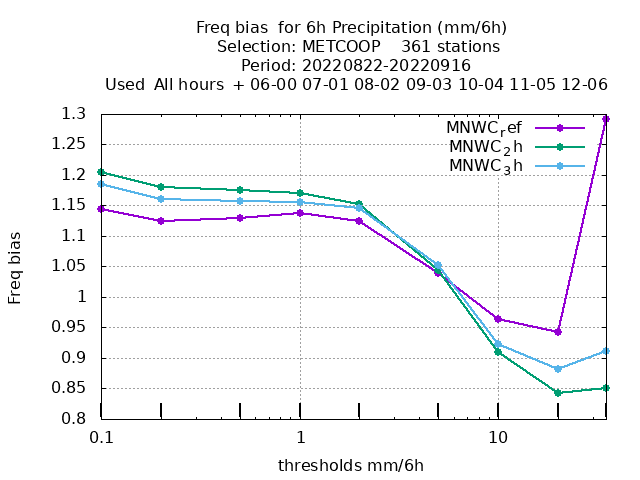 Freq bias  for 6h Precipitation (mm/6h)
Selection: METCOOP    361 stations
Period: 20220822-20220916
Used  All hours  + 06-00 07-01 08-02 09-03 10-04 11-05 12-06
1.3
1.25
1.2
1.15
1.1
1.05
1
0.95
0.9
0.85
0.8
Freq bias
MNWCref
MNWC2h
MNWC3h
0.1 1 10
thresholds mm/6h